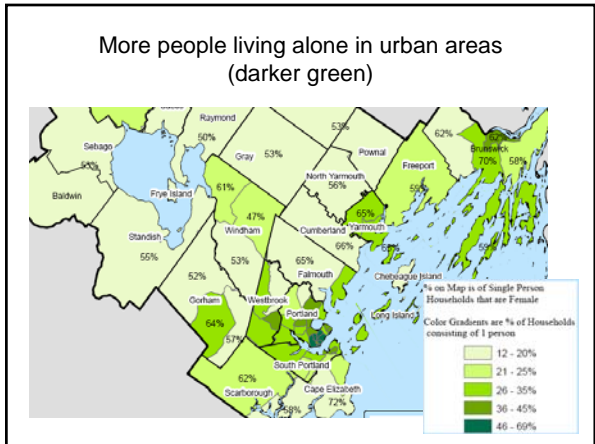 More people living alone in urban areas
(darker green)
Raymond
50%
53%
Sebago
53%
Gray
53%
Pownal
62%
62%
Brunswick
70%
58%
Freeport
North Yarmouth
56%
Frye Island
61%
Baldwin
47%
65%
Yarmouth
Standish
Windham
Cumberland
66%
55%
53%
65%
Falmouth
Chebeague Island
52%
Gorham
Westbrook
Portland
Long Island
64%
57%
South Portland
62%
Scarborough
Cape Elizabeth
58%
72%
% on Map is of Single Person
Households that are Female
Color Gradients are % of Households
consisting of 1 person
12 - 20%
21 - 25%
26 - 35%
36 - 45%
46 - 69%